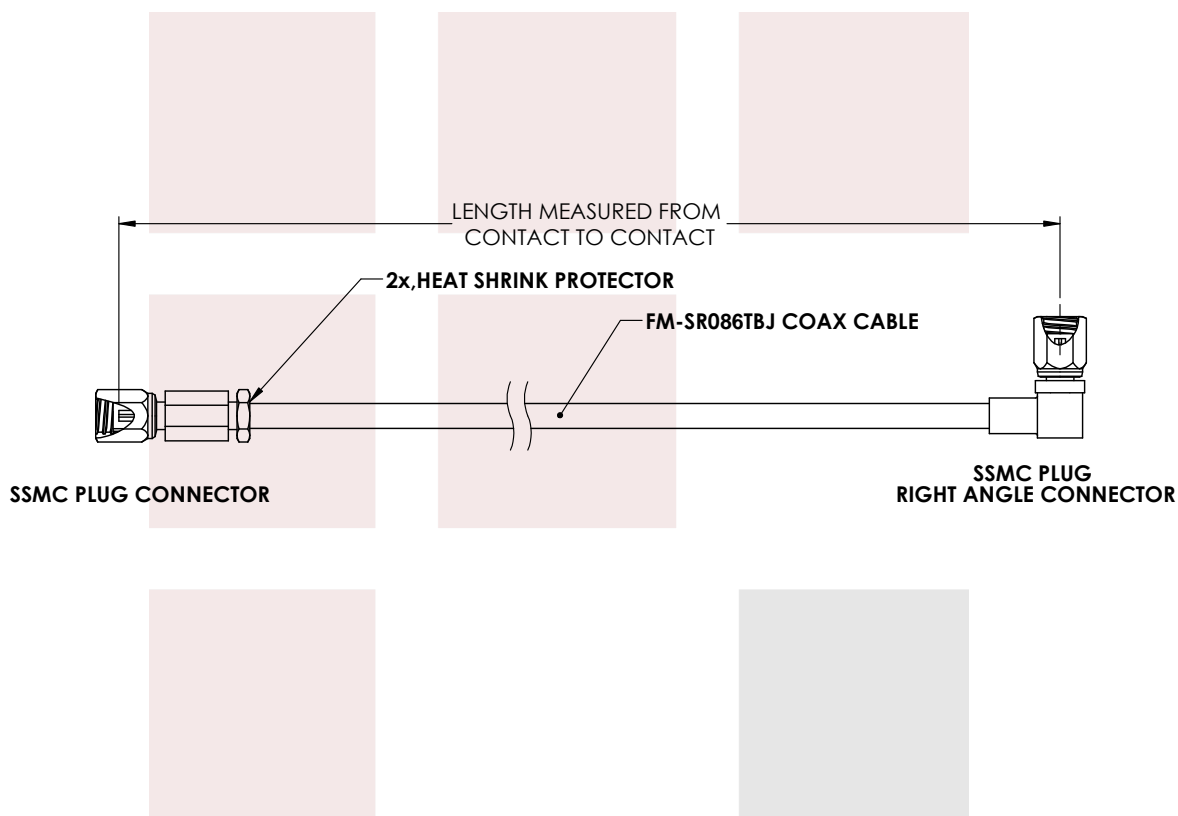 LENGTH MEASURED FROM
CONTACT TO CONTACT
2x,HEAT SHRINK PROTECTOR
FM-SR086TBJ COAX CABLE
SSMC PLUG CONNECTOR
SSMC PLUG
RIGHT ANGLE CONNECTOR